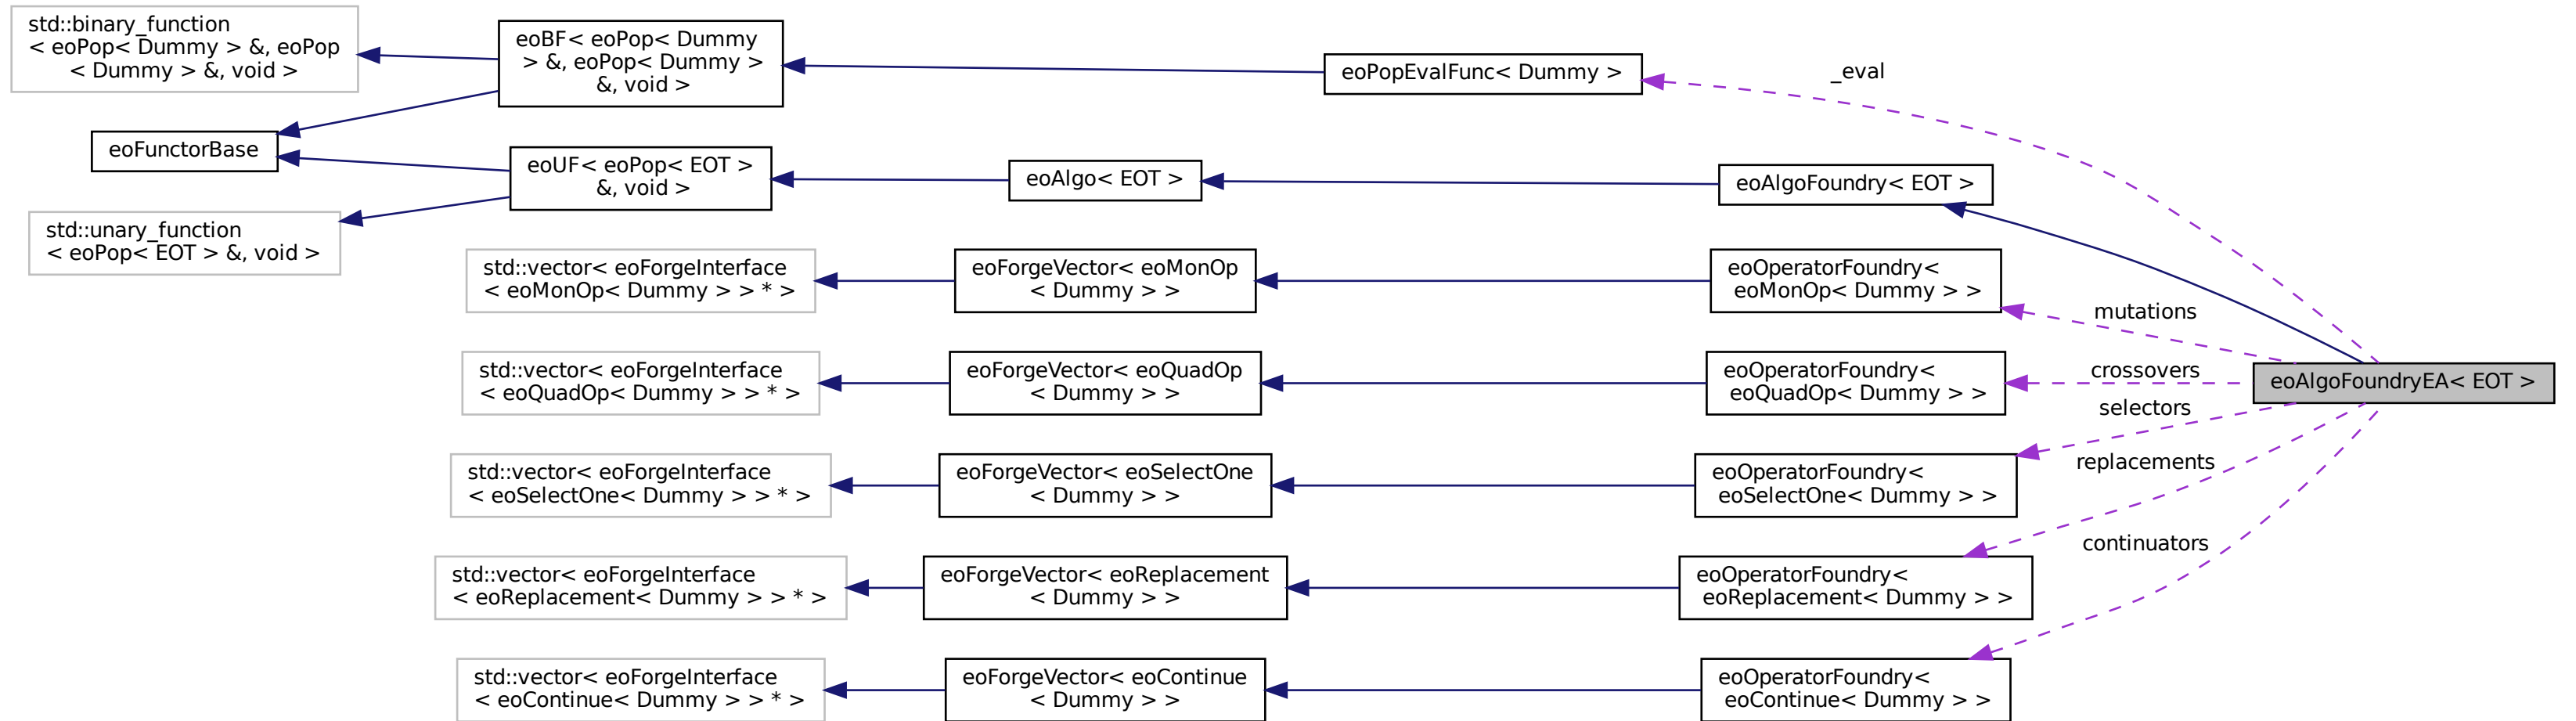 std::binary_function
< eoPop< Dummy > &, eoPop
< Dummy > &, void >
eoBF< eoPop< Dummy
> &, eoPop< Dummy >
&, void >
eoPopEvalFunc< Dummy >
_eval
eoFunctorBase
eoUF< eoPop< EOT >
&, void >
eoAlgo< EOT >
eoAlgoFoundry< EOT >
std::unary_function
< eoPop< EOT > &, void >
std::vector< eoForgeInterface
< eoMonOp< Dummy > > * >
eoForgeVector< eoMonOp
< Dummy > >
eoOperatorFoundry<
eoMonOp< Dummy > >
mutations
std::vector< eoForgeInterface
< eoQuadOp< Dummy > > * >
eoForgeVector< eoQuadOp
< Dummy > >
eoOperatorFoundry<
eoQuadOp< Dummy > >
crossovers
eoAlgoFoundryEA< EOT >
selectors
std::vector< eoForgeInterface
< eoSelectOne< Dummy > > * >
eoForgeVector< eoSelectOne
< Dummy > >
eoOperatorFoundry<
eoSelectOne< Dummy > >
replacements
std::vector< eoForgeInterface
< eoReplacement< Dummy > > * >
eoForgeVector< eoReplacement
< Dummy > >
eoOperatorFoundry<
eoReplacement< Dummy > >
continuators
std::vector< eoForgeInterface
< eoContinue< Dummy > > * >
eoForgeVector< eoContinue
< Dummy > >
eoOperatorFoundry<
eoContinue< Dummy > >